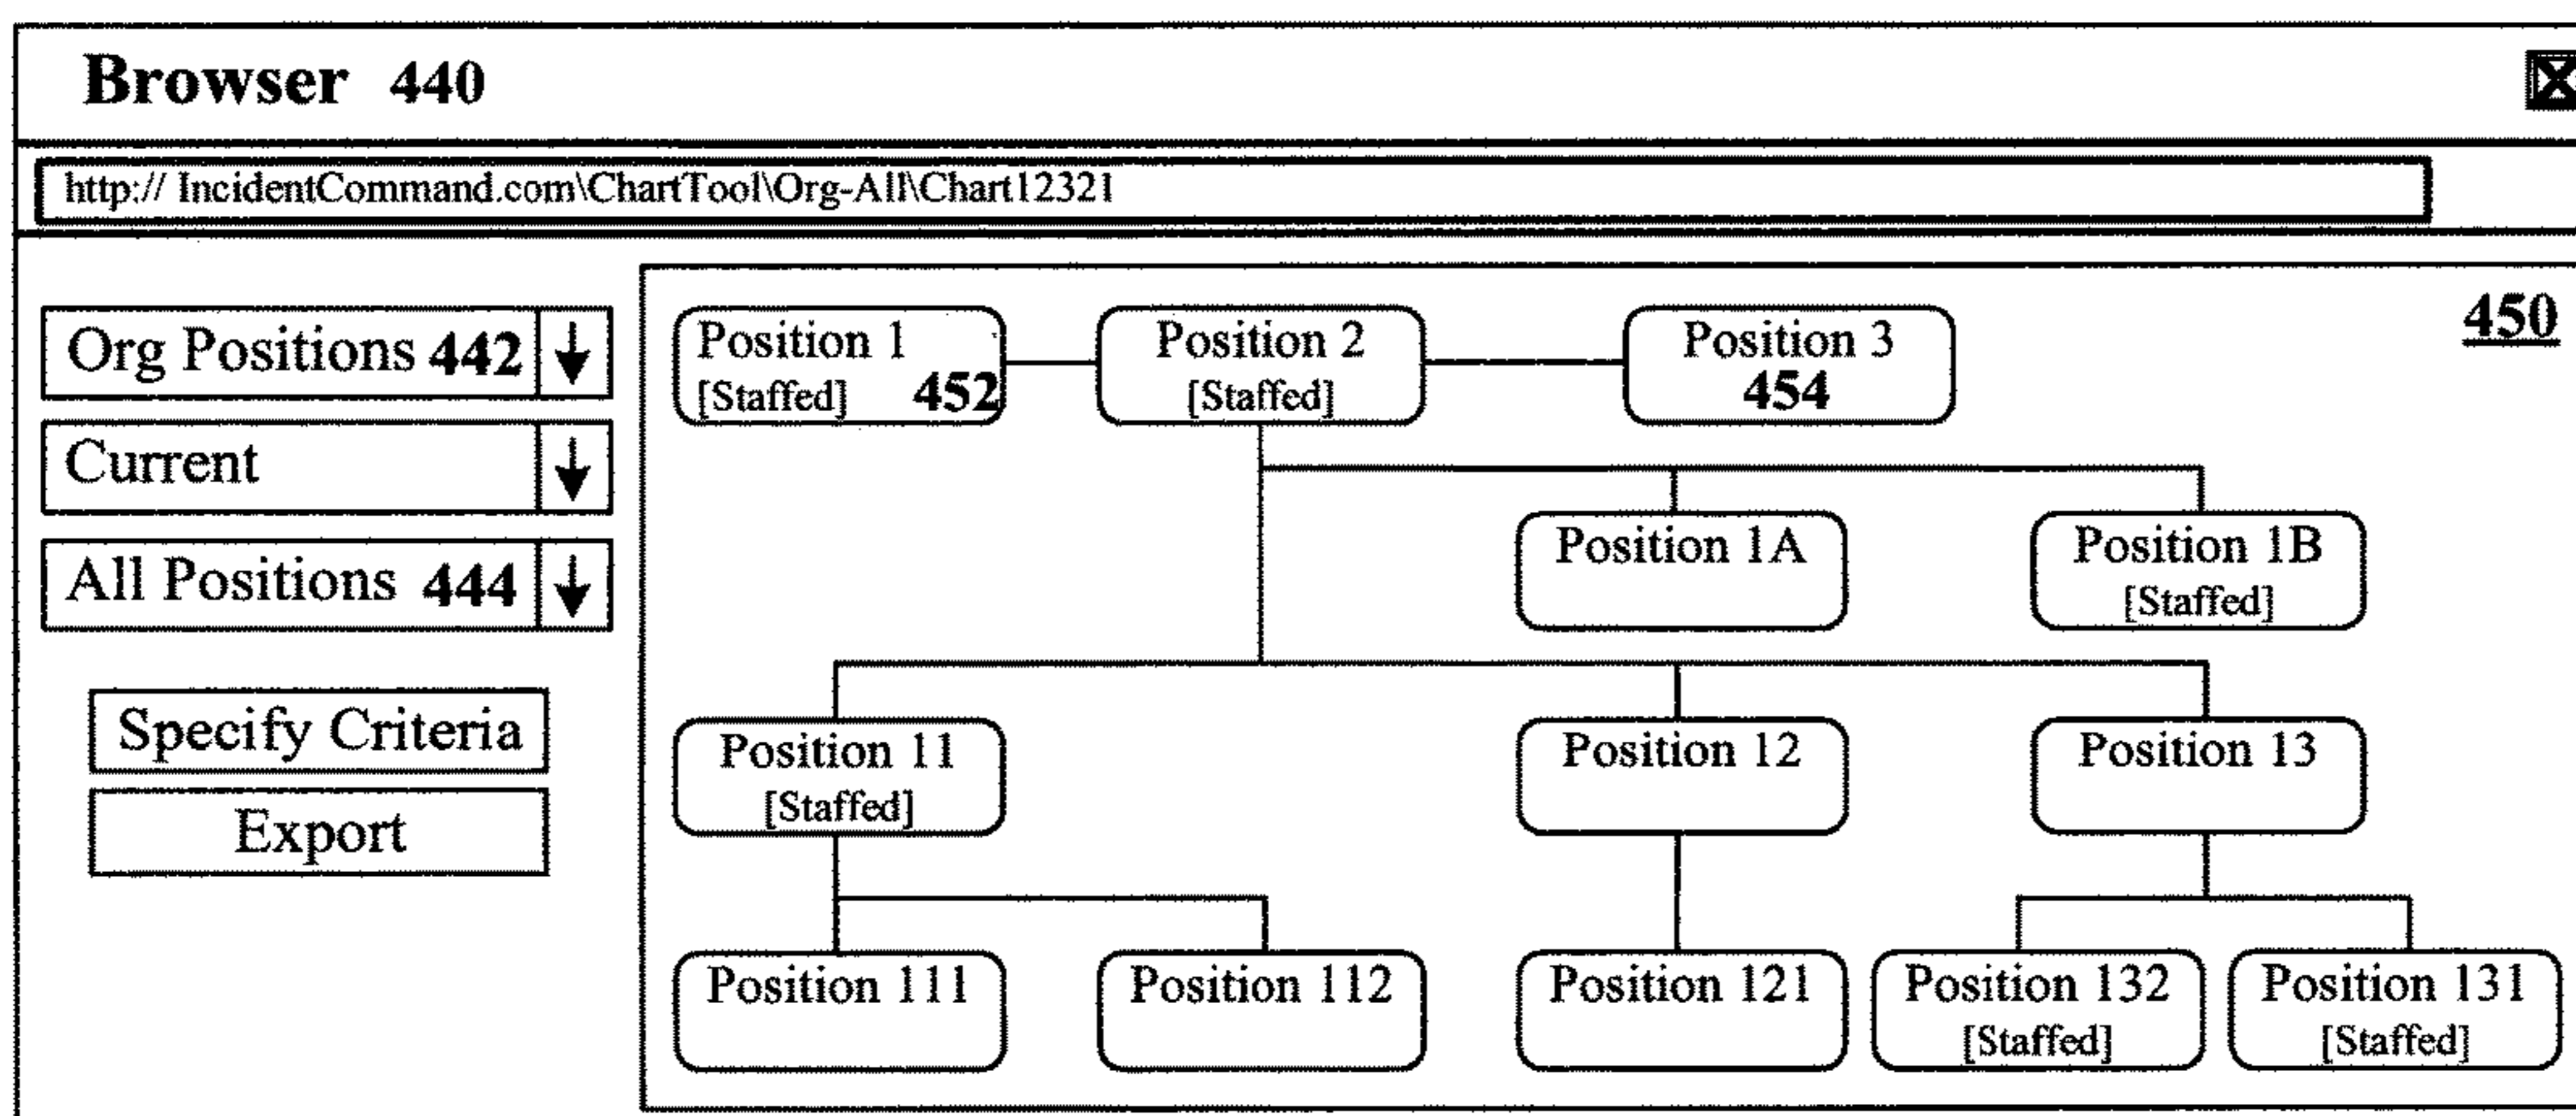 Browser 440
http:// IncidentCommand.com\ChartTool\Org-All\Chart12321
Org Positions 442
Current
All Positions 444
Specify Criteria
Export
450
Position 1
[Staffed] 452
Position 2
[Staffed]
Position 3
454
Position 1A
Position 1B
[Staffed]
Position 11
[Staffed]
Position 12
Position 13
Position 111
Position 112
Position 121
Position 132
[Staffed]
Position 131
[Staffed]